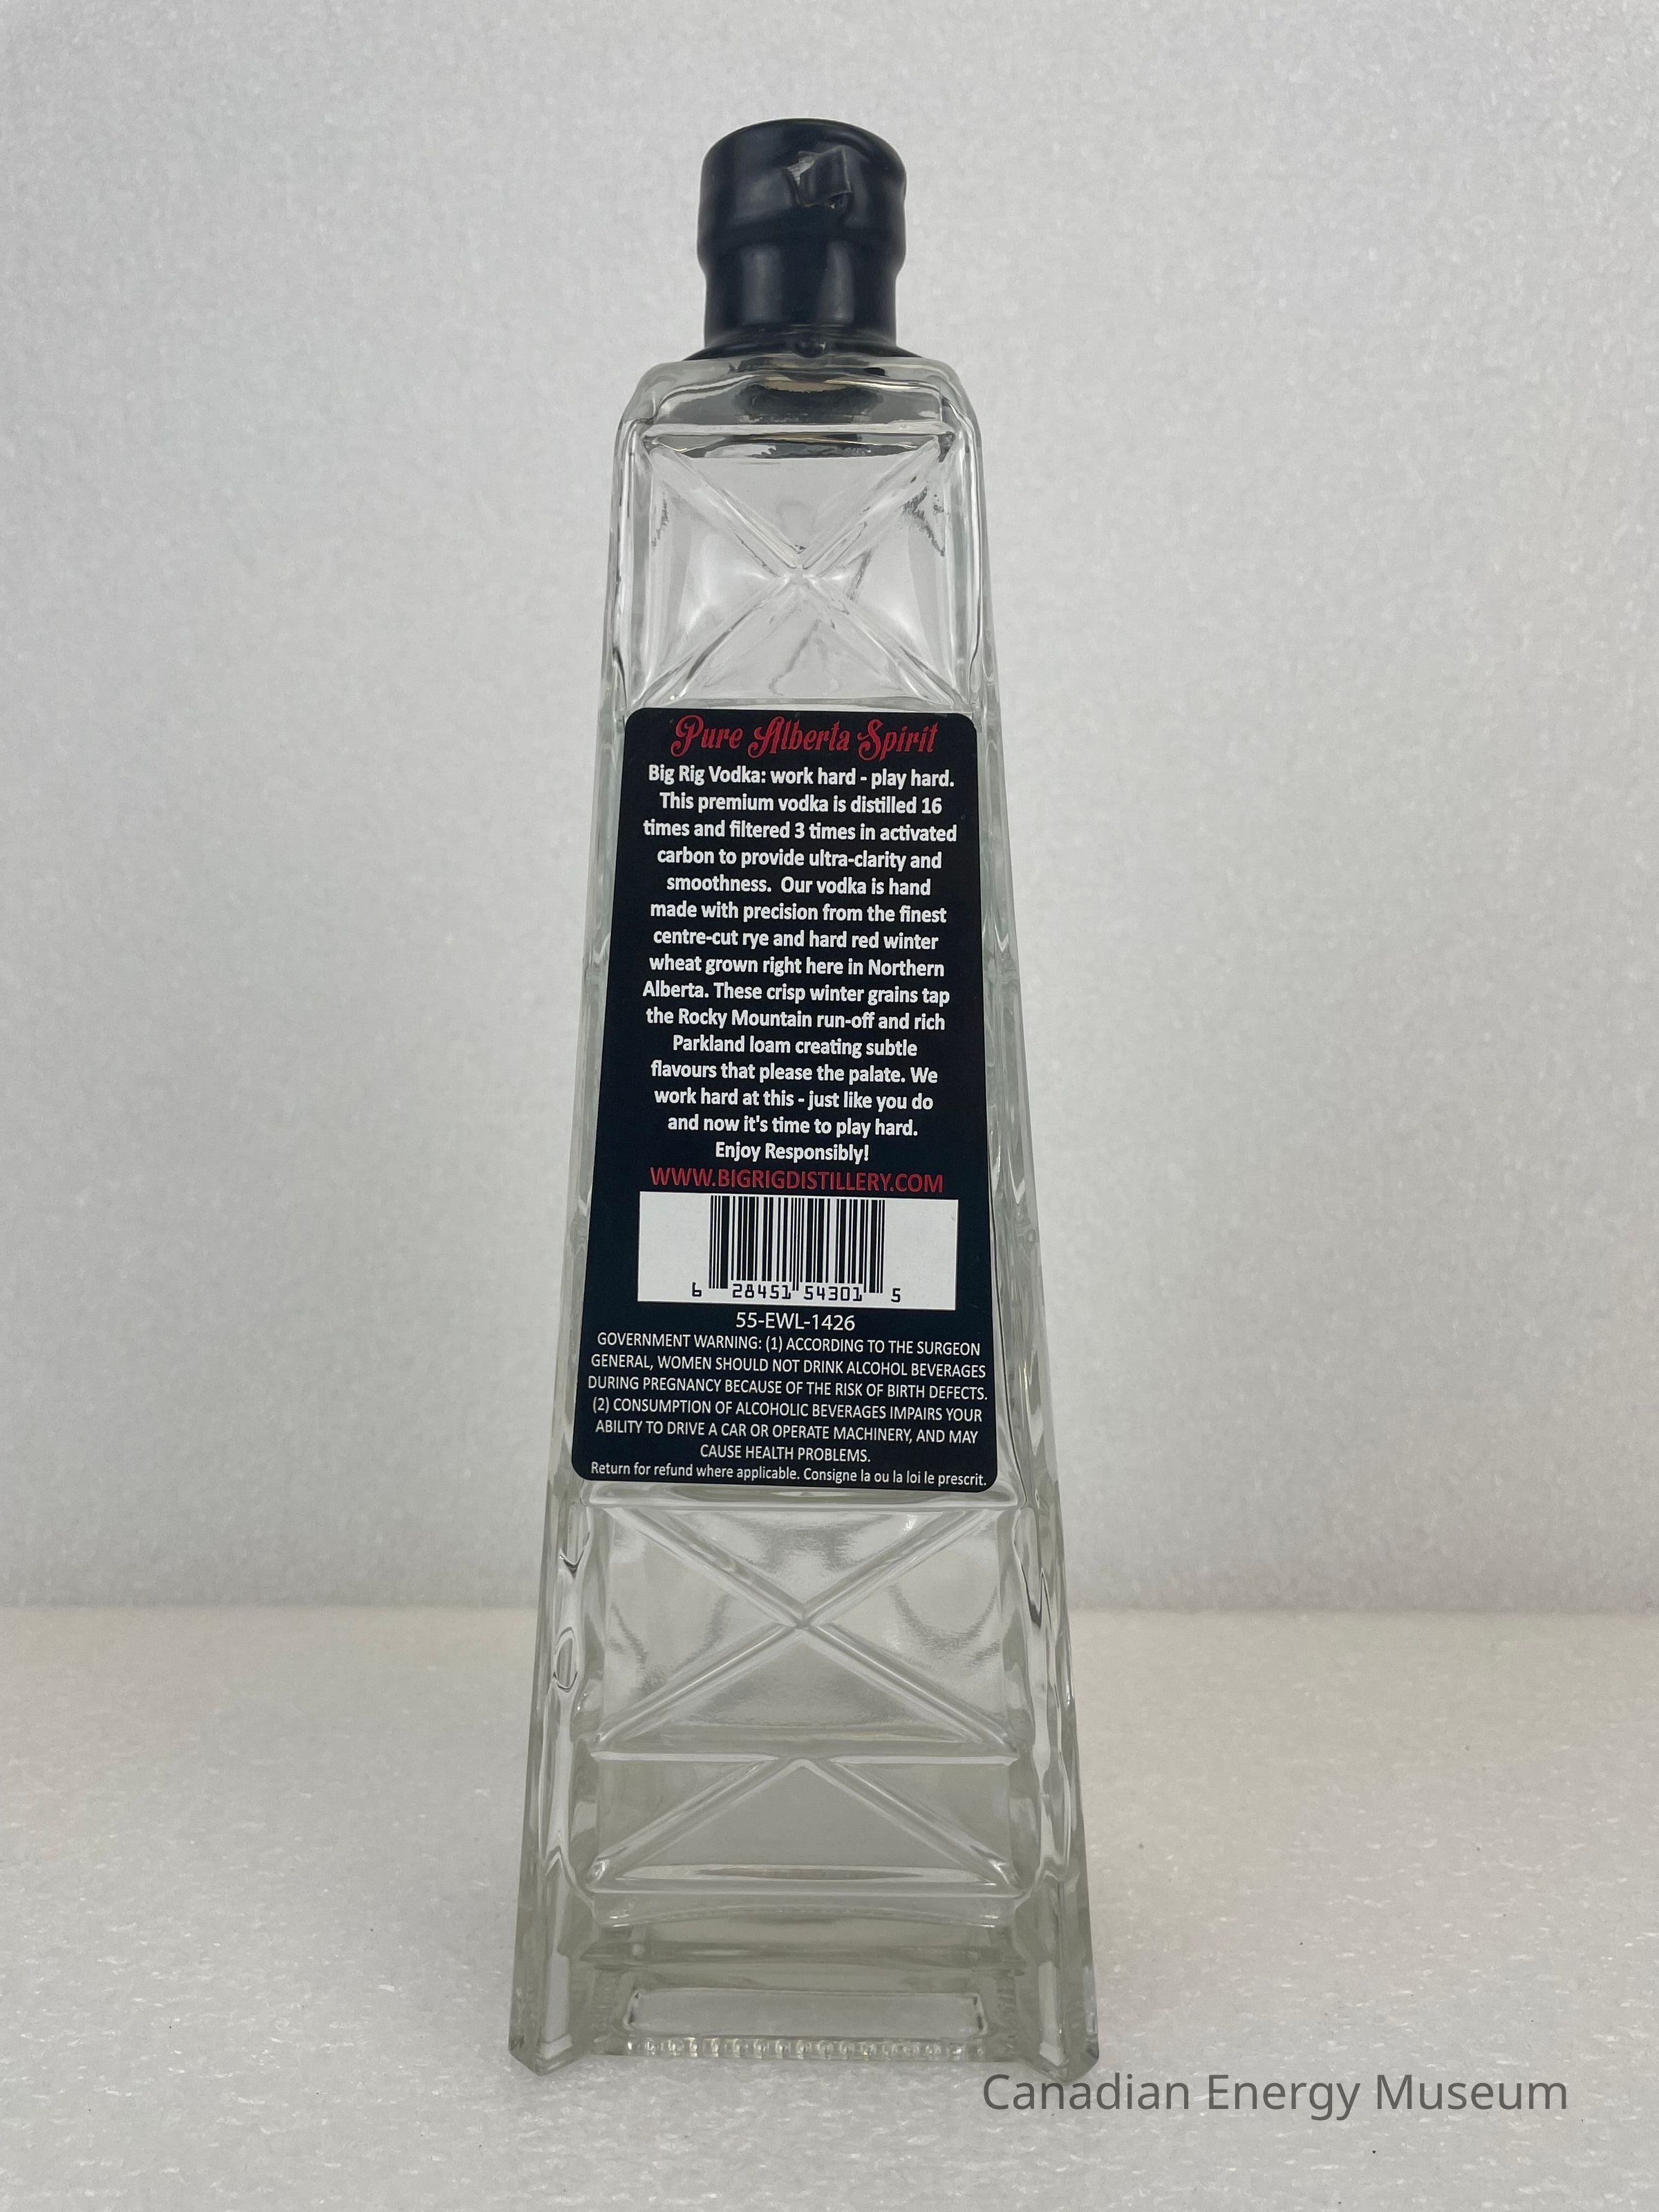 Pure Alberta Spirit
Big Rig Vodka: work hard - play hard.
This premium vodka is distilled 16
times and filtered 3 times in activated
carbon to provide ultra-clarity and
smoothness. Our vodka is hand
made with precision from the finest
centre-cut rye and hard red winter
wheat grown right here in Northern
Alberta. These crisp winter grains tap
the Rocky Mountain run-off and rich
Parkland loam creating subtle
flavours that please the palate. We
work hard at this - just like you do
and now it's time to play hard.
Enjoy Responsibly!
WWW.BIGRIGDISTILLERY.COM
6 28451 54301 5
55-EWL-1426
GOVERNMENT WARNING: (1) ACCORDING TO THE SURGEON
GENERAL, WOMEN SHOULD NOT DRINK ALCOHOL BEVERAGES
DURING PREGNANCY BECAUSE OF THE RISK OF BIRTH DEFECTS.
(2) CONSUMPTION OF ALCOHOLIC BEVERAGES IMPAIRS YOUR
ABILITY TO DRIVE A CAR OR OPERATE MACHINERY, AND MAY
CAUSE HEALTH PROBLEMS.
Return for refund where applicable. Consigne la ou la loi le prescrit.
Canadian Energy Museum